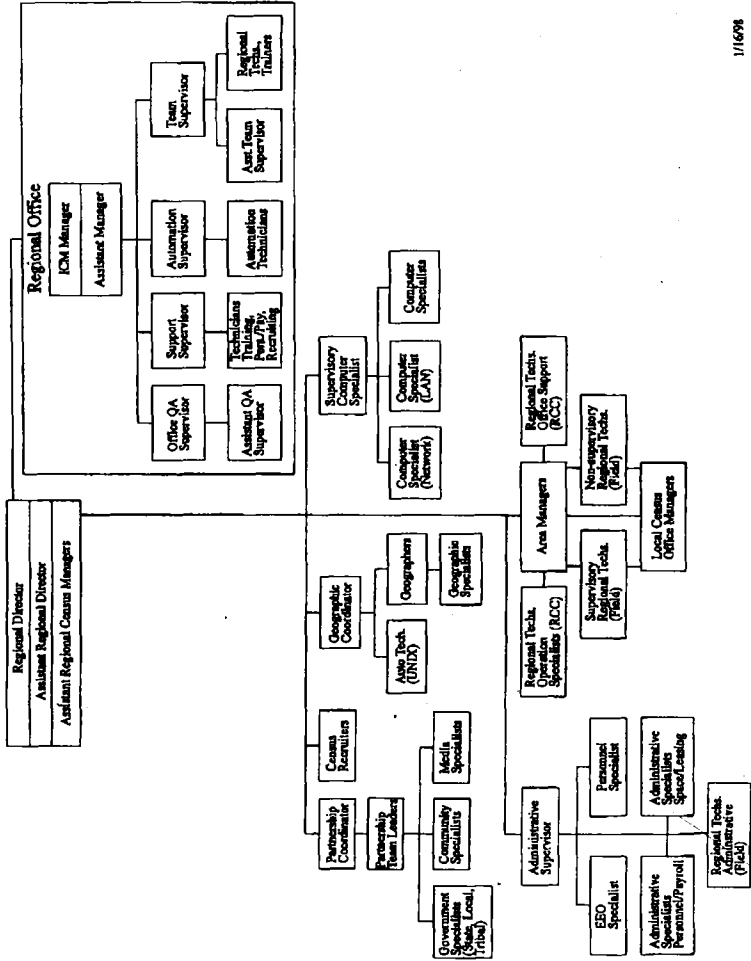 Regional Director
Assistant Regional Director
Assistant Regional Census Managers
Regional Office
ICM Manager
Assistant Manager
Office QA
Supervisor
Support
Supervisor
Automation
Supervisor
Team
Supervisor
Assistant QA
Supervisor
Technicians
Training,
Pers./Pay,
Recruiting
Automation
Technicians
Asst. Team
Supervisor
Regional
Techs.,
Trainers
Partnership
Coordinator
Census
Recruiters
Geographic
Coordinator
Supervisory
Computer
Specialist
Partnership
Team Leaders
Auto Tech.
(UNIX)
Geographers
Computer
Specialist
(Network)
Computer
Specialist
(LAN)
Computer
Specialists
Government
Specialists
(State, Local,
Tribal)
Community
Specialists
Media
Specialists
Geographic
Specialists
Administrative
Supervisor
Regional Techs.
Operation
Specialists (RCC)
Area Managers
Regional Techs.
Office Support
(RCC)
EEO
Specialist
Personnel
Specialist
Supervisory
Regional Techs.
(Field)
Non-supervisory
Regional Techs.
(Field)
Administrative
Specialists
Personnel/Payroll
Administrative
Specialists
Space/Leasing
Local Census
Office Managers
Regional Techs.
Administrative
(Field)
1/16/98